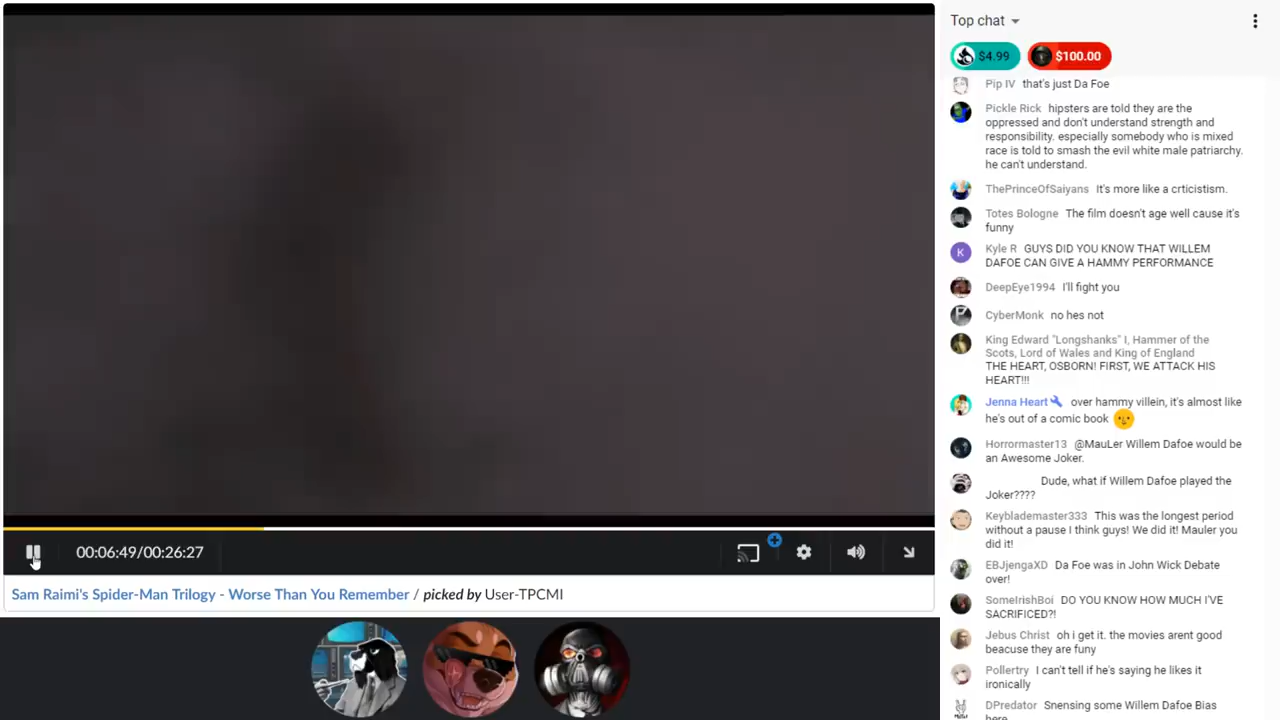 Top chat
$4.99 $100.00
Pip IV that's just Da Foe
Pickle Rick hipsters are told they are the
oppressed and don't understand strength and
responsibility. especially somebody who is mixed
race is told to smash the evil white male patriarchy.
he can't understand.
ThePrinceOfSaiyans It's more like a crticistism.
Totes Bologne The film doesn't age well cause it's
funny
K Kyle R GUYS DID YOU KNOW THAT WILLEM
DAFOE CAN GIVE A HAMMY PERFORMANCE
DeepEye1994 I'll fight you
CyberMonk no hes not
King Edward "Longshanks" I, Hammer of the
Scots, Lord of Wales and King of England
THE HEART, OSBORN! FIRST, WE ATTACK HIS
HEART!!!
Jenna Heart over hammy villein, it's almost like
he's out of a comic book
Horrormaster13 @MauLer Willem Dafoe would be
an Awesome Joker.
Dude, what if Willem Dafoe played the
Joker????
Keyblademaster333 This was the longest period
without a pause I think guys! We did it! Mauler you
did it!
EBJjengaXD Da Foe was in John Wick Debate
over!
SomeIrishBoi DO YOU KNOW HOW MUCH I'VE
SACRIFICED?!
Jebus Christ oh i get it. the movies arent good
beacuse they are funy
Pollertry I can't tell if he's saying he likes it
ironically
DPredator Snensing some Willem Dafoe Bias
here
00:06:49/00:26:27
Sam Raimi's Spider-Man Trilogy - Worse Than You Remember / picked by User-TPCMI